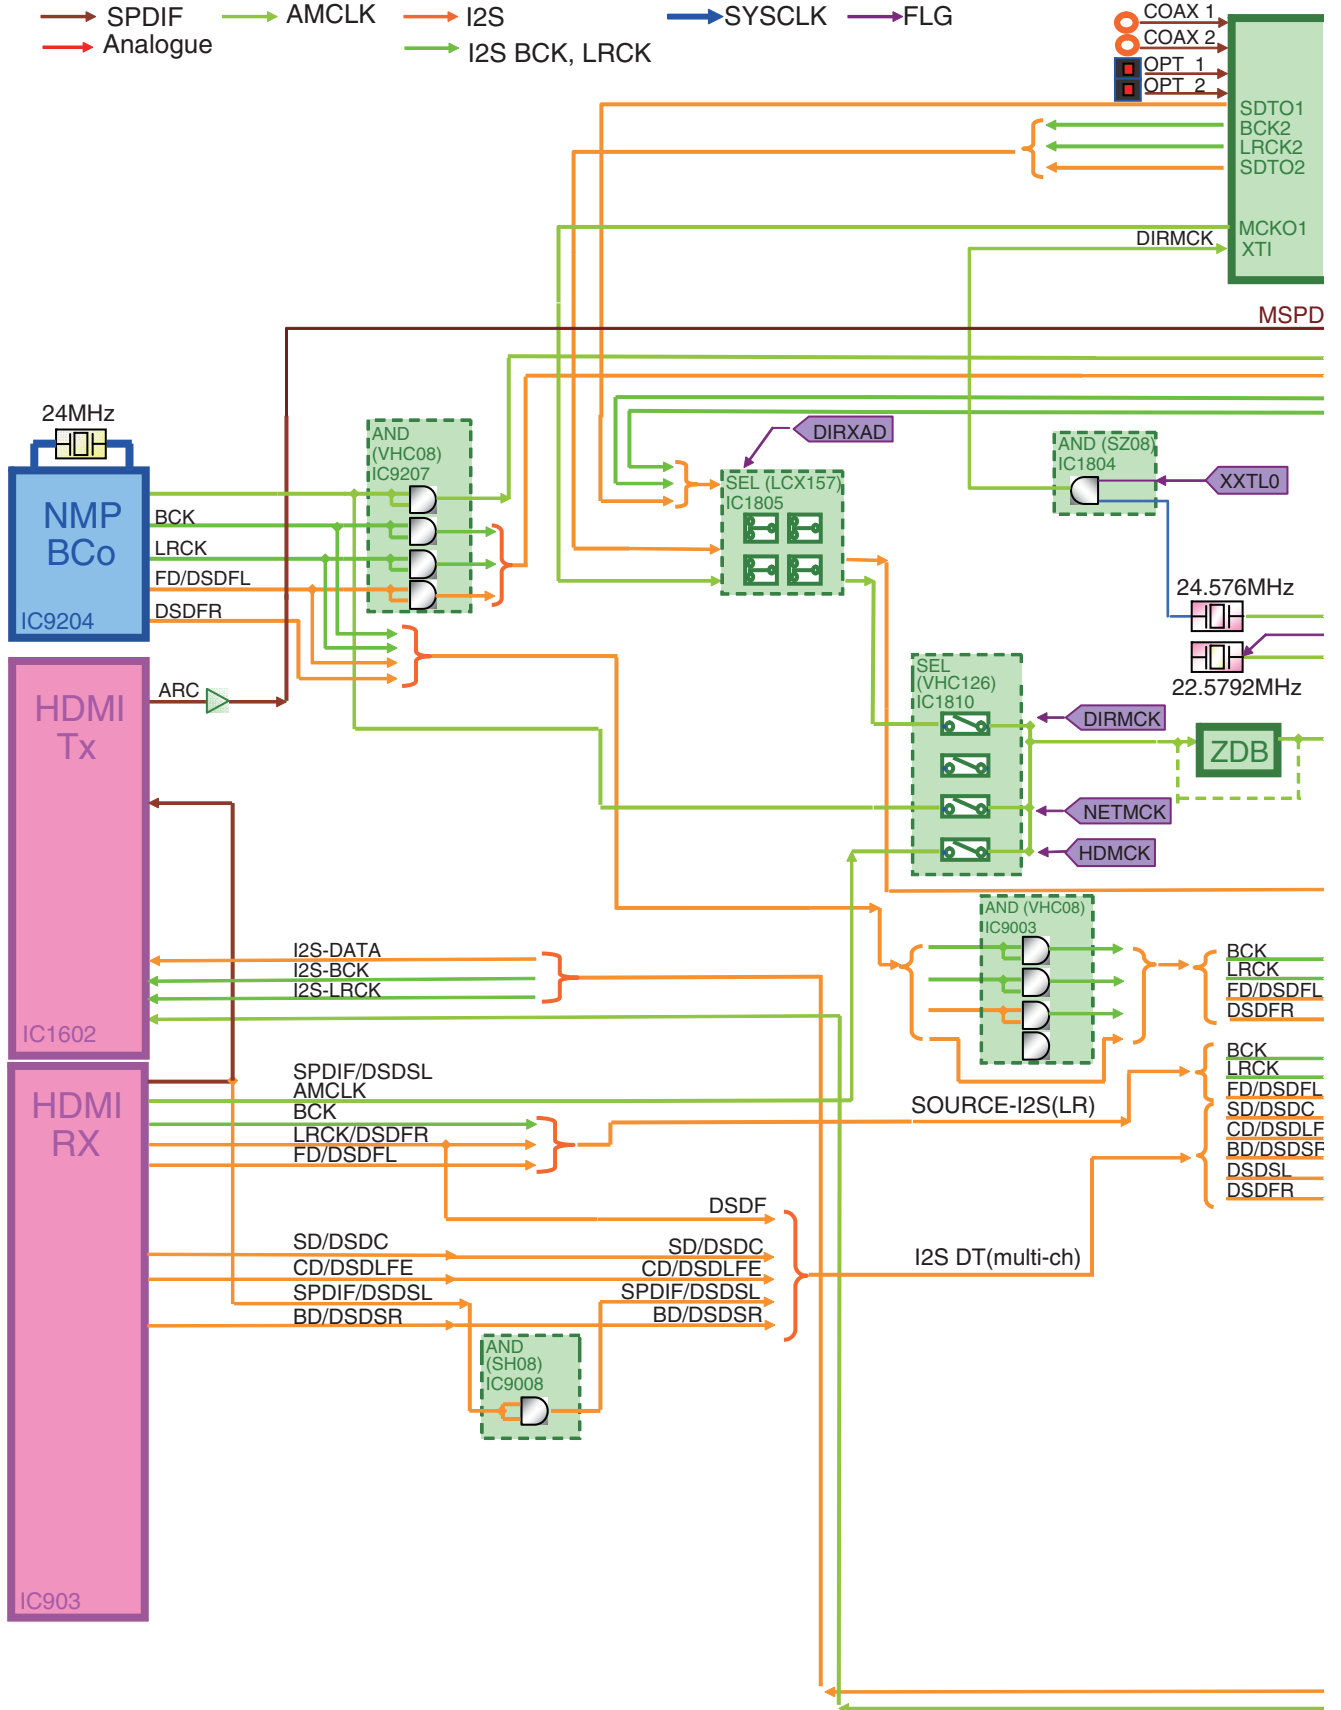 SPDIF
AMCLK
I2S
SYSCLK
FLG
Analogue
I2S BCK, LRCK
COAX 1
COAX 2
OPT 1
OPT 2
SDTO1
BCK2
LRCK2
SDTO2
MCKO1
DIRMCK
XTI
MSPD
24MHz
AND
(VHC08)
IC9207
DIRXAD
AND (SZ08)
IC1804
XXTL0
SEL (LCX157)
IC1805
NMP
BCo
IC9204
BCK
LRCK
FD/DSDFL
DSDFR
24.576MHz
22.5792MHz
HDMI
Tx
IC1602
ARC
SEL
(VHC126)
IC1810
DIRMCK
NETMCK
HDMCK
ZDB
AND (VHC08)
IC9003
I2S-DATA
I2S-BCK
I2S-LRCK
BCK
LRCK
FD/DSDFL
DSDFR
BCK
LRCK
FD/DSDFL
SD/DSDC
CD/DSDLF
BD/DSDSR
DSDSL
DSDFR
HDMI
RX
IC903
SPDIF/DSDSL
AMCLK
BCK
LRCK/DSDFR
FD/DSDFL
SOURCE-I2S(LR)
DSDF
SD/DSDC
CD/DSDLFE
SPDIF/DSDSL
BD/DSDSR
SD/DSDC
CD/DSDLFE
SPDIF/DSDSL
BD/DSDSR
I2S DT(multi-ch)
AND
(SH08)
IC9008